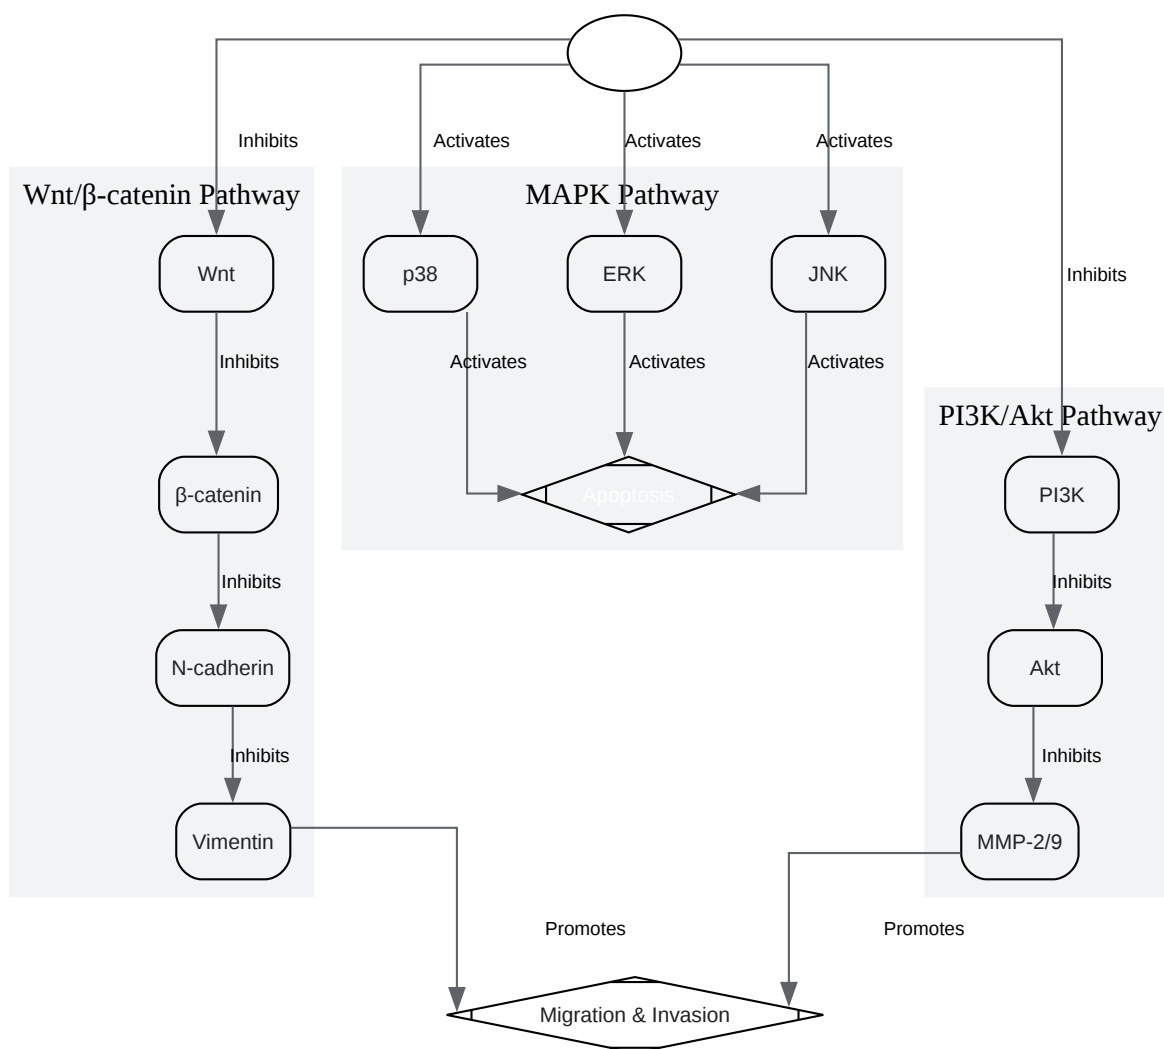 Inhibits
Activates
Activates
Activates
Wnt/β-catenin Pathway
MAPK Pathway
Wnt
p38
ERK
JNK
Inhibits
Inhibits
Activates
Activates
Activates
PI3K/Akt Pathway
β-catenin
Apoptosis
PI3K
Inhibits
Inhibits
N-cadherin
Akt
Inhibits
Inhibits
Vimentin
MMP-2/9
Promotes
Promotes
Migration & Invasion